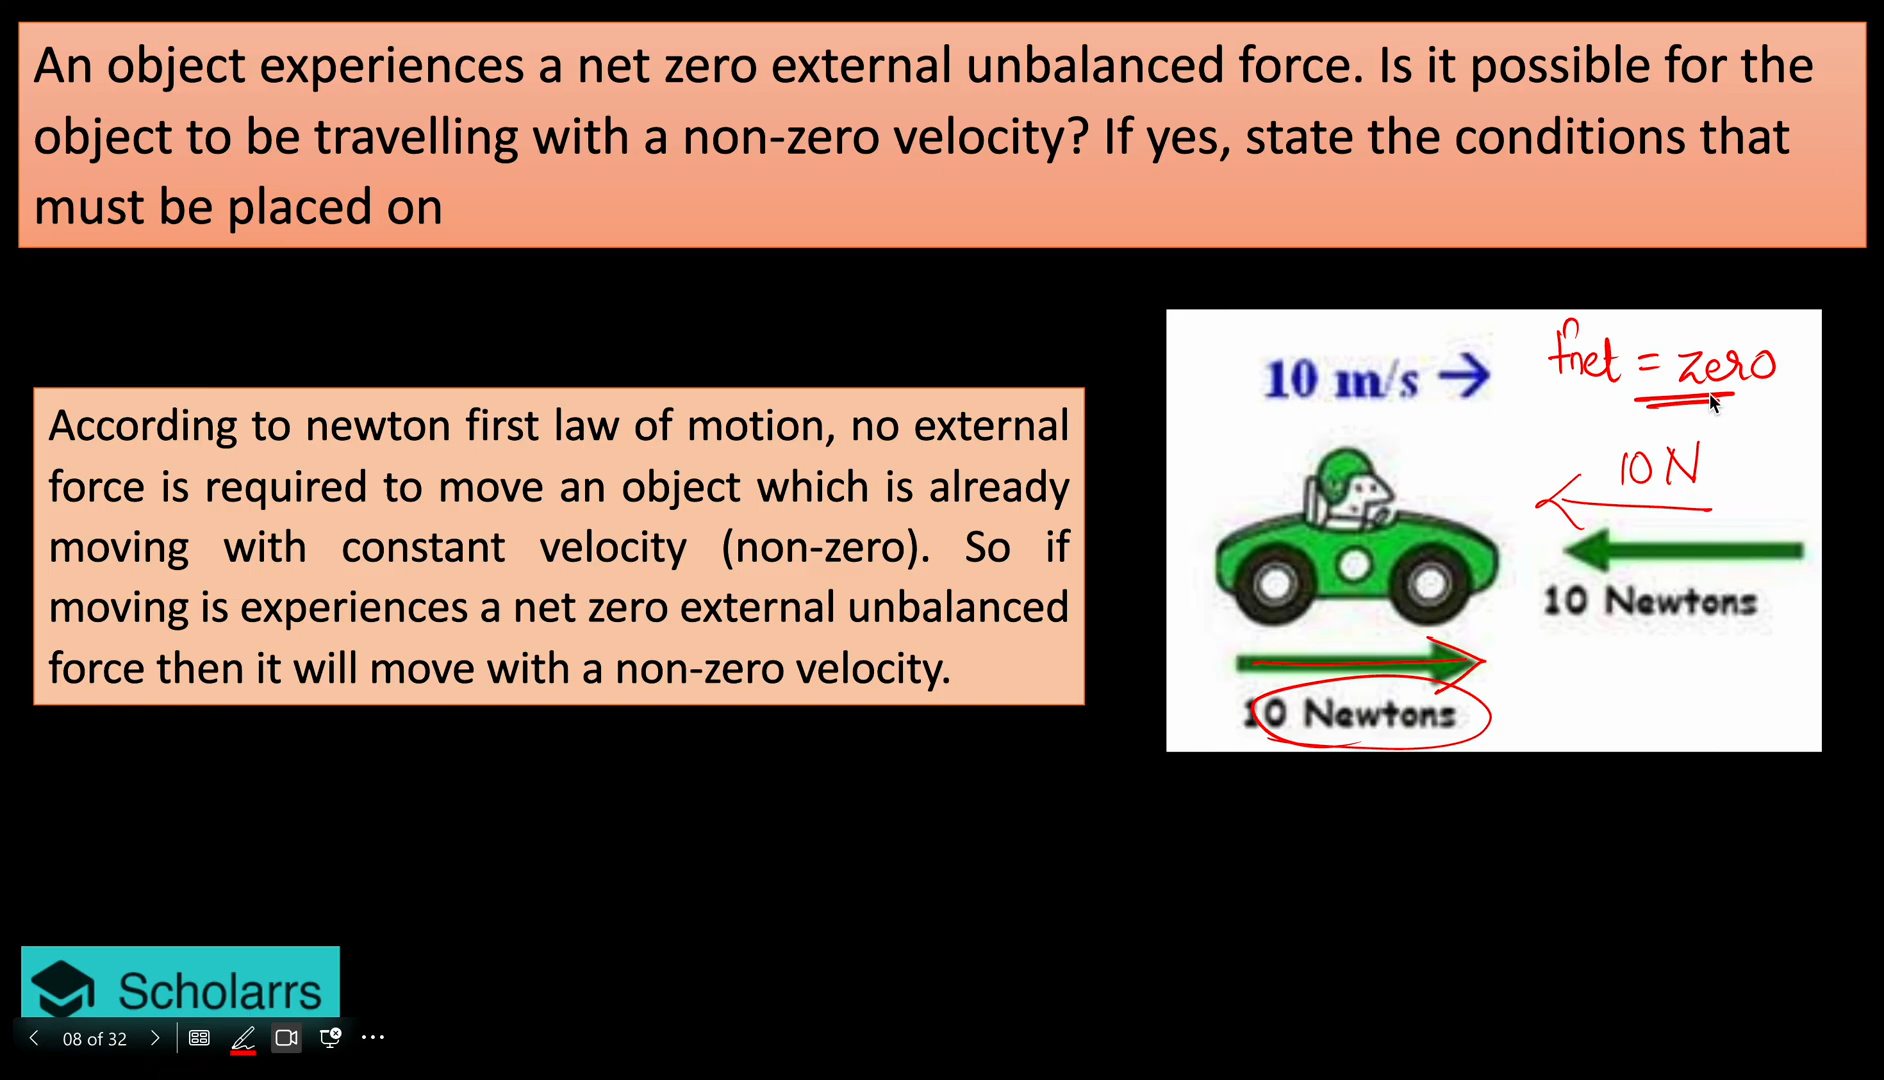 An object experiences a net zero external unbalanced force. Is it possible for the
object to be travelling with a non-zero velocity? If yes, state the conditions that
must be placed on
10 m/s →
fnet = zero
According to newton first law of motion, no external
force is required to move an object which is already
moving with constant velocity (non-zero). So if
moving is experiences a net zero external unbalanced
force then it will move with a non-zero velocity.
10 N
10 Newtons
10 Newtons
Scholarrs
08 of 32